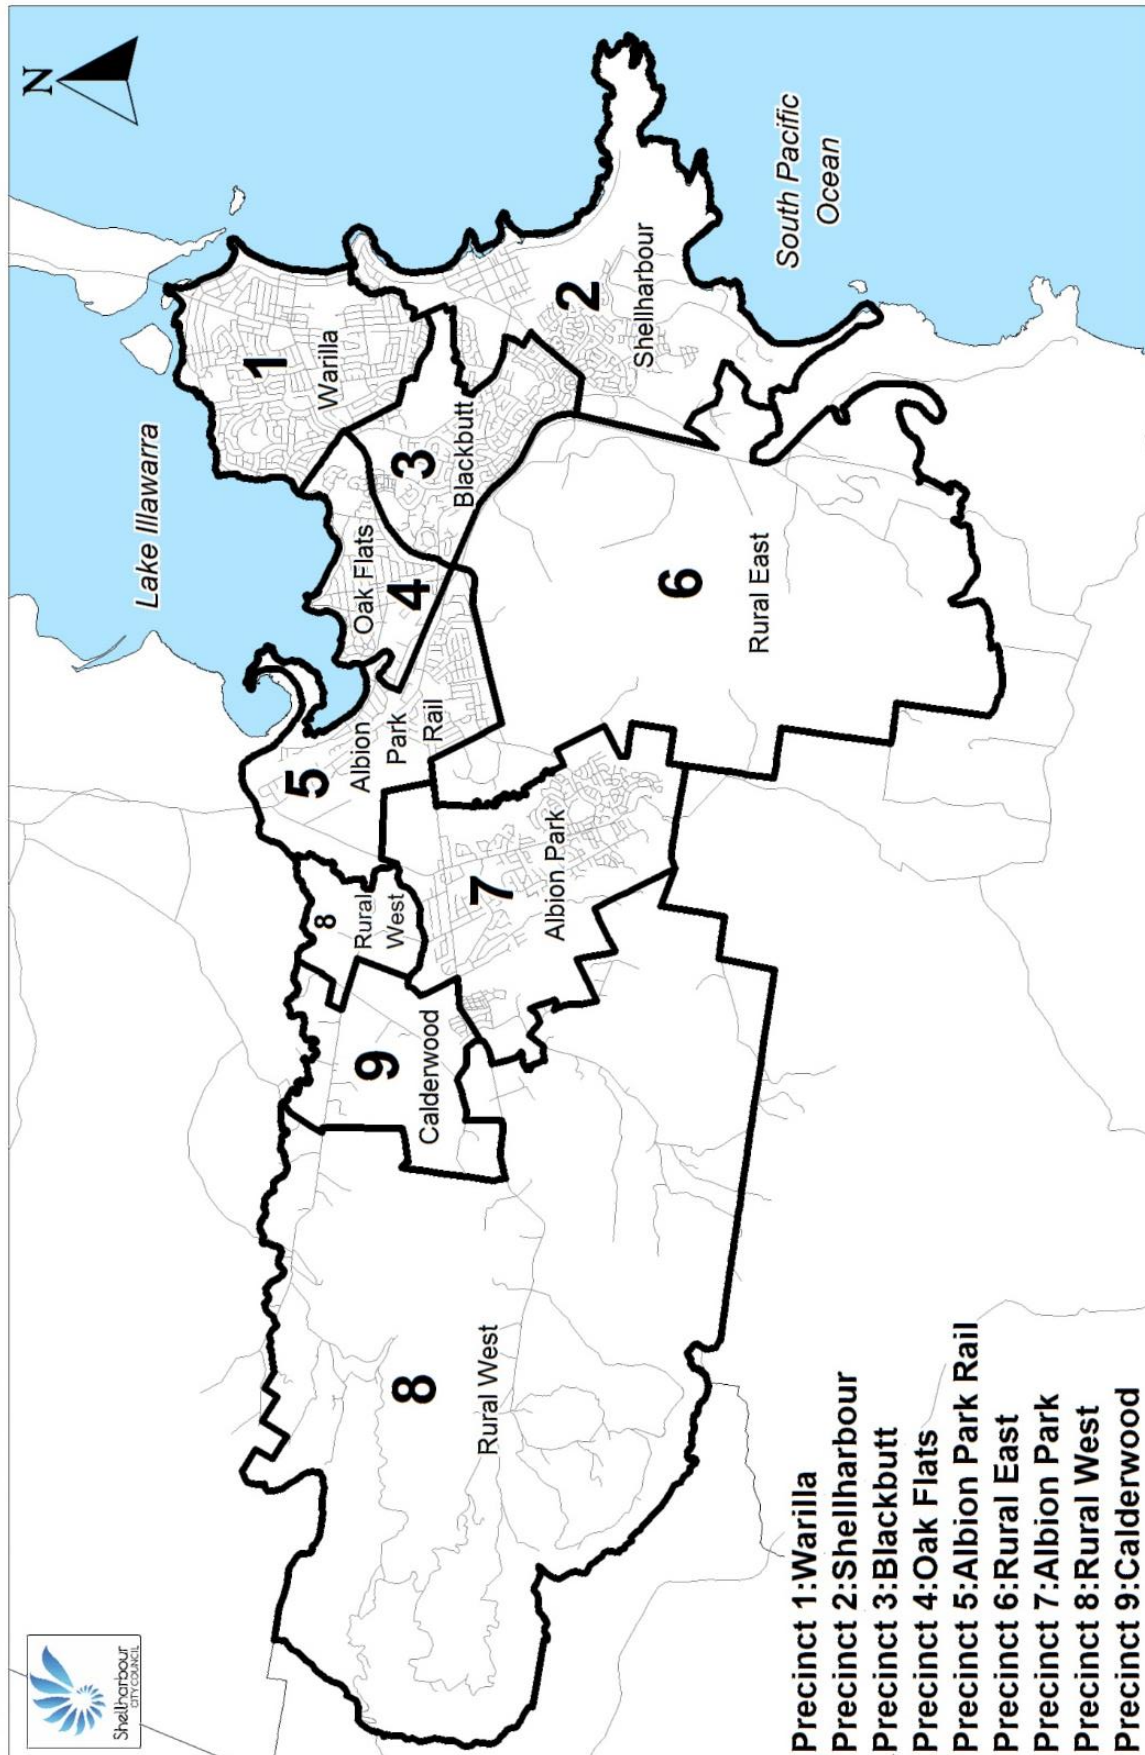 Shellharbour
CITY COUNCIL
N
Lake Illawarra
South Pacific
Ocean
1
Warilla
2
Shellharbour
3
Blackbutt
4
Oak Flats
5
Albion
Park
Rail
6
Rural East
7
Albion Park
8
Rural
West
9
Calderwood
8
Rural West
Precinct 1:Warilla
Precinct 2:Shellharbour
Precinct 3:Blackbutt
Precinct 4:Oak Flats
Precinct 5:Albion Park Rail
Precinct 6:Rural East
Precinct 7:Albion Park
Precinct 8:Rural West
Precinct 9:Calderwood